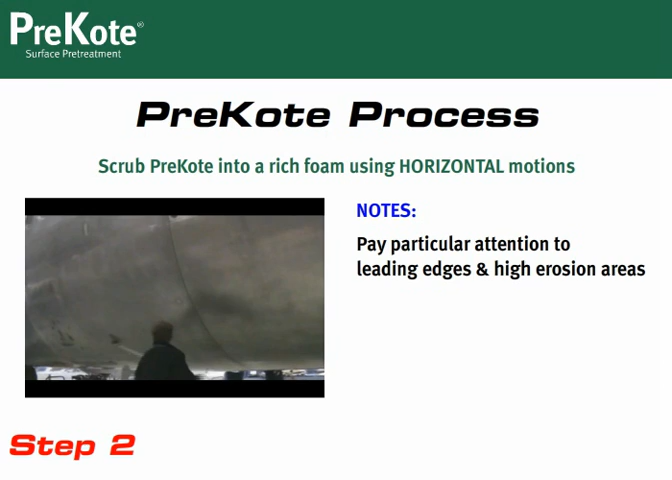 PreKote®
Surface Pretreatment
PreKote Process
Scrub PreKote into a rich foam using HORIZONTAL motions
NOTES:
Pay particular attention to
leading edges & high erosion areas
Step 2